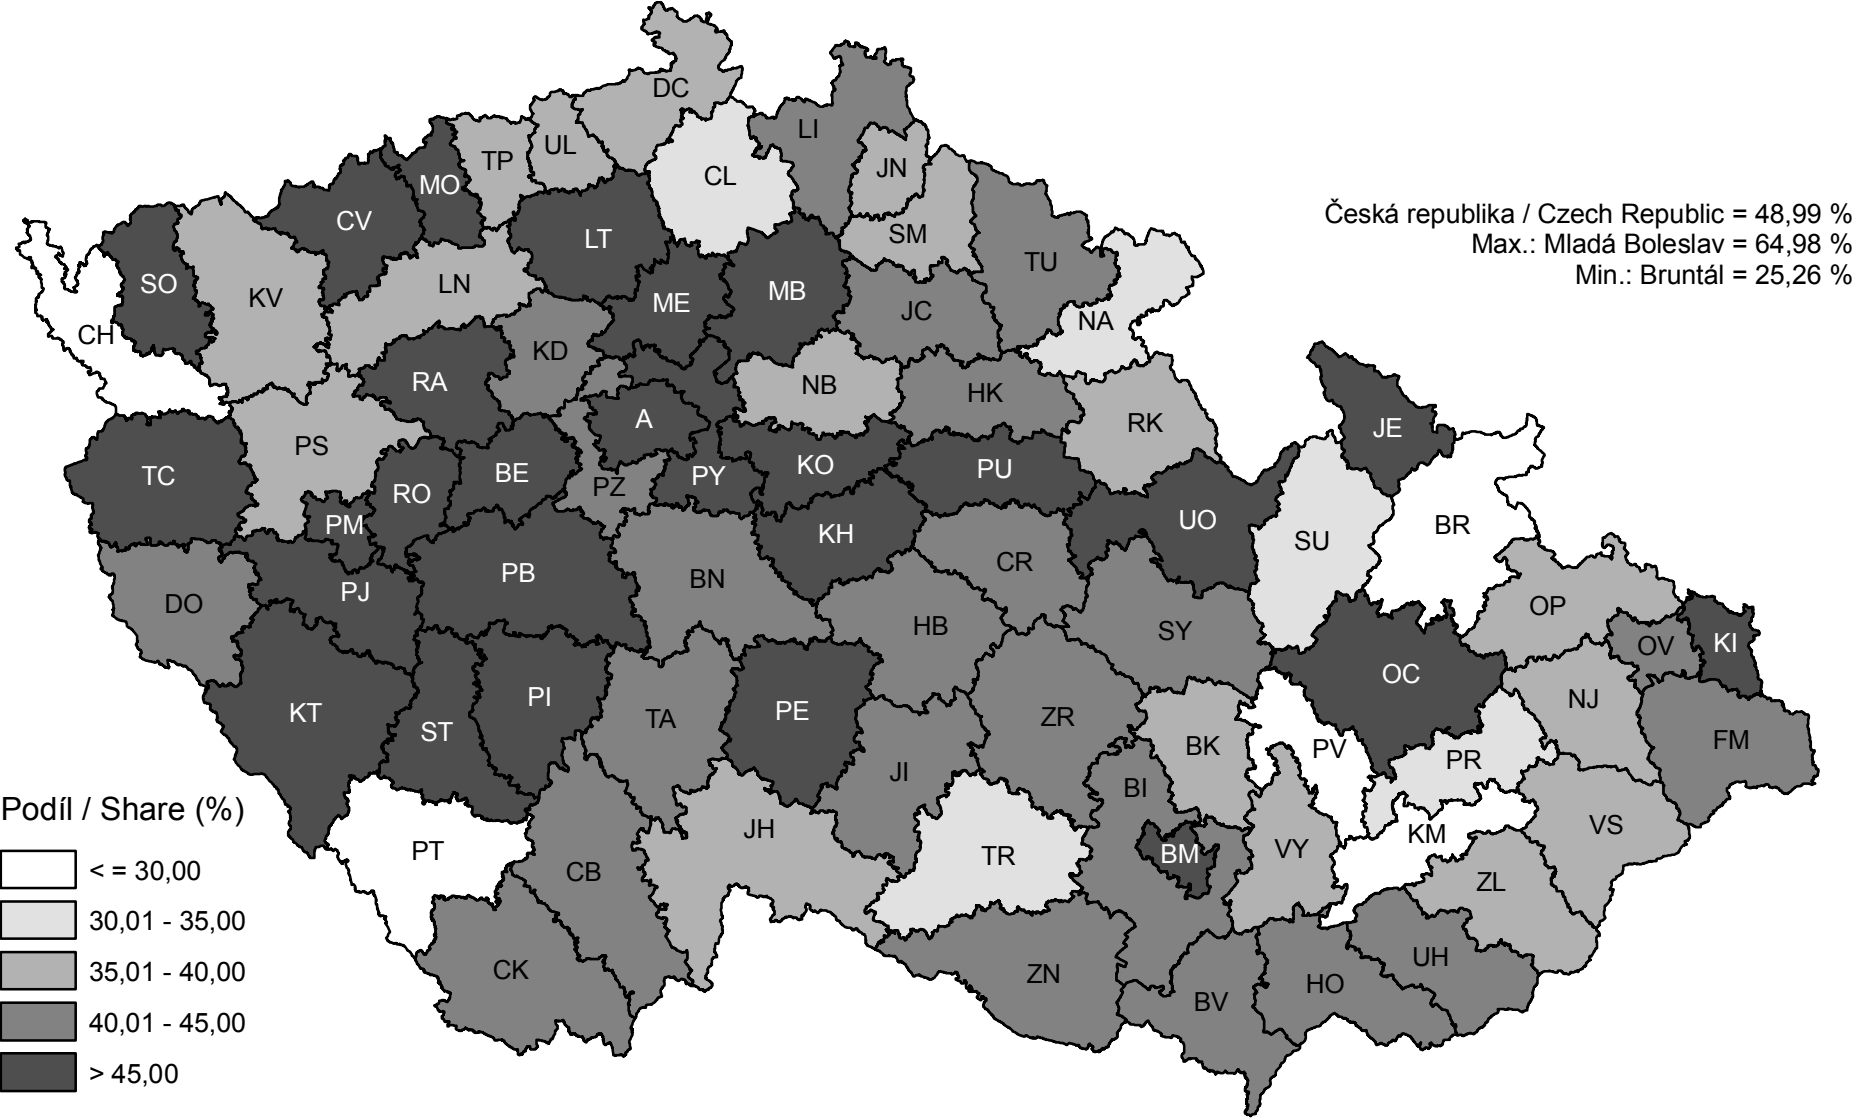 DC
LI
UL
TP
JN
CL
MO
CV
Česká republika / Czech Republic = 48,99 %
LT
SM
Max.: Mladá Boleslav = 64,98 %
TU
Min.: Bruntál = 25,26 %
SO
LN
KV
MB
ME
JC
NA
CH
KD
RA
NB
HK
A
RK
JE
PS
KO
PU
TC
BE
PY
PZ
RO
PM
UO
BR
KH
SU
CR
PB
BN
PJ
DO
OP
HB
SY
KI
OV
OC
PI
NJ
KT
PE
TA
ZR
ST
FM
BK
PV
PR
JI
BI
Podíl / Share (%)
VS
JH
KM
PT
VY
BM
TR
< = 30,00
CB
ZL
30,01 - 35,00
UH
35,01 - 40,00
CK
ZN
HO
BV
40,01 - 45,00
> 45,00